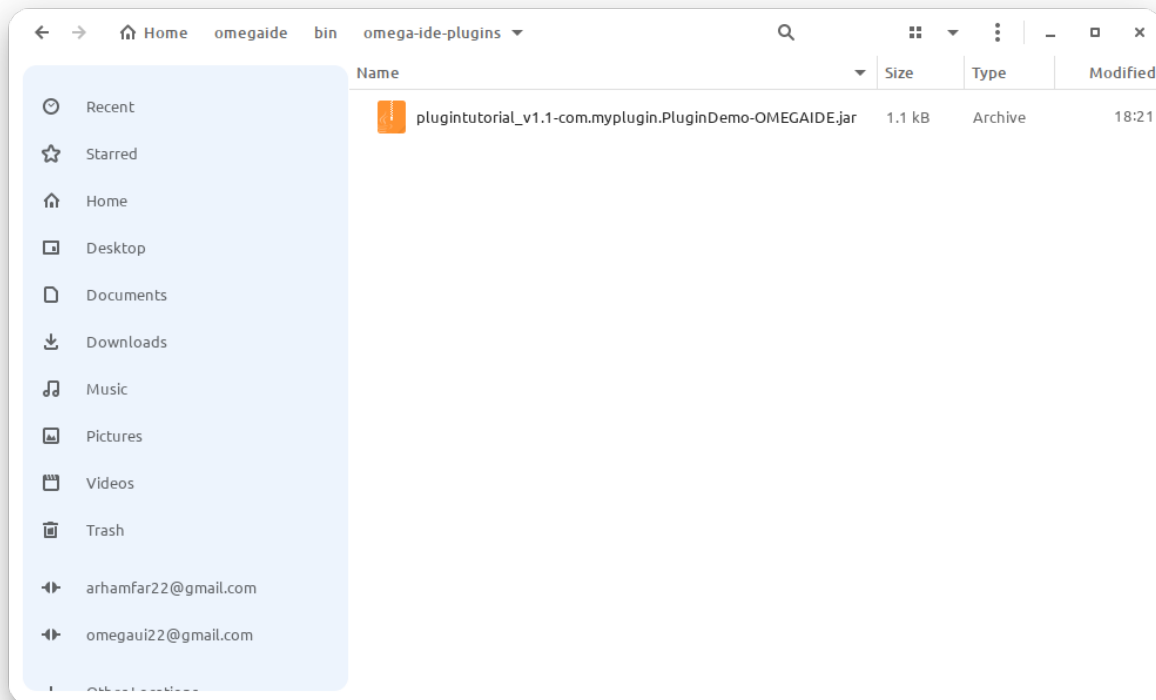 Home omegaide bin omega-ide-plugins
Name Size Type Modified
plugintutorial_v1.1-com.myplugin.PluginDemo-OMEGAIDE.jar 1.1 kB Archive 18:21
Recent
Starred
Home
Desktop
Documents
Downloads
Music
Pictures
Videos
Trash
arhamfar22@gmail.com
omegaui22@gmail.com
Other Locations